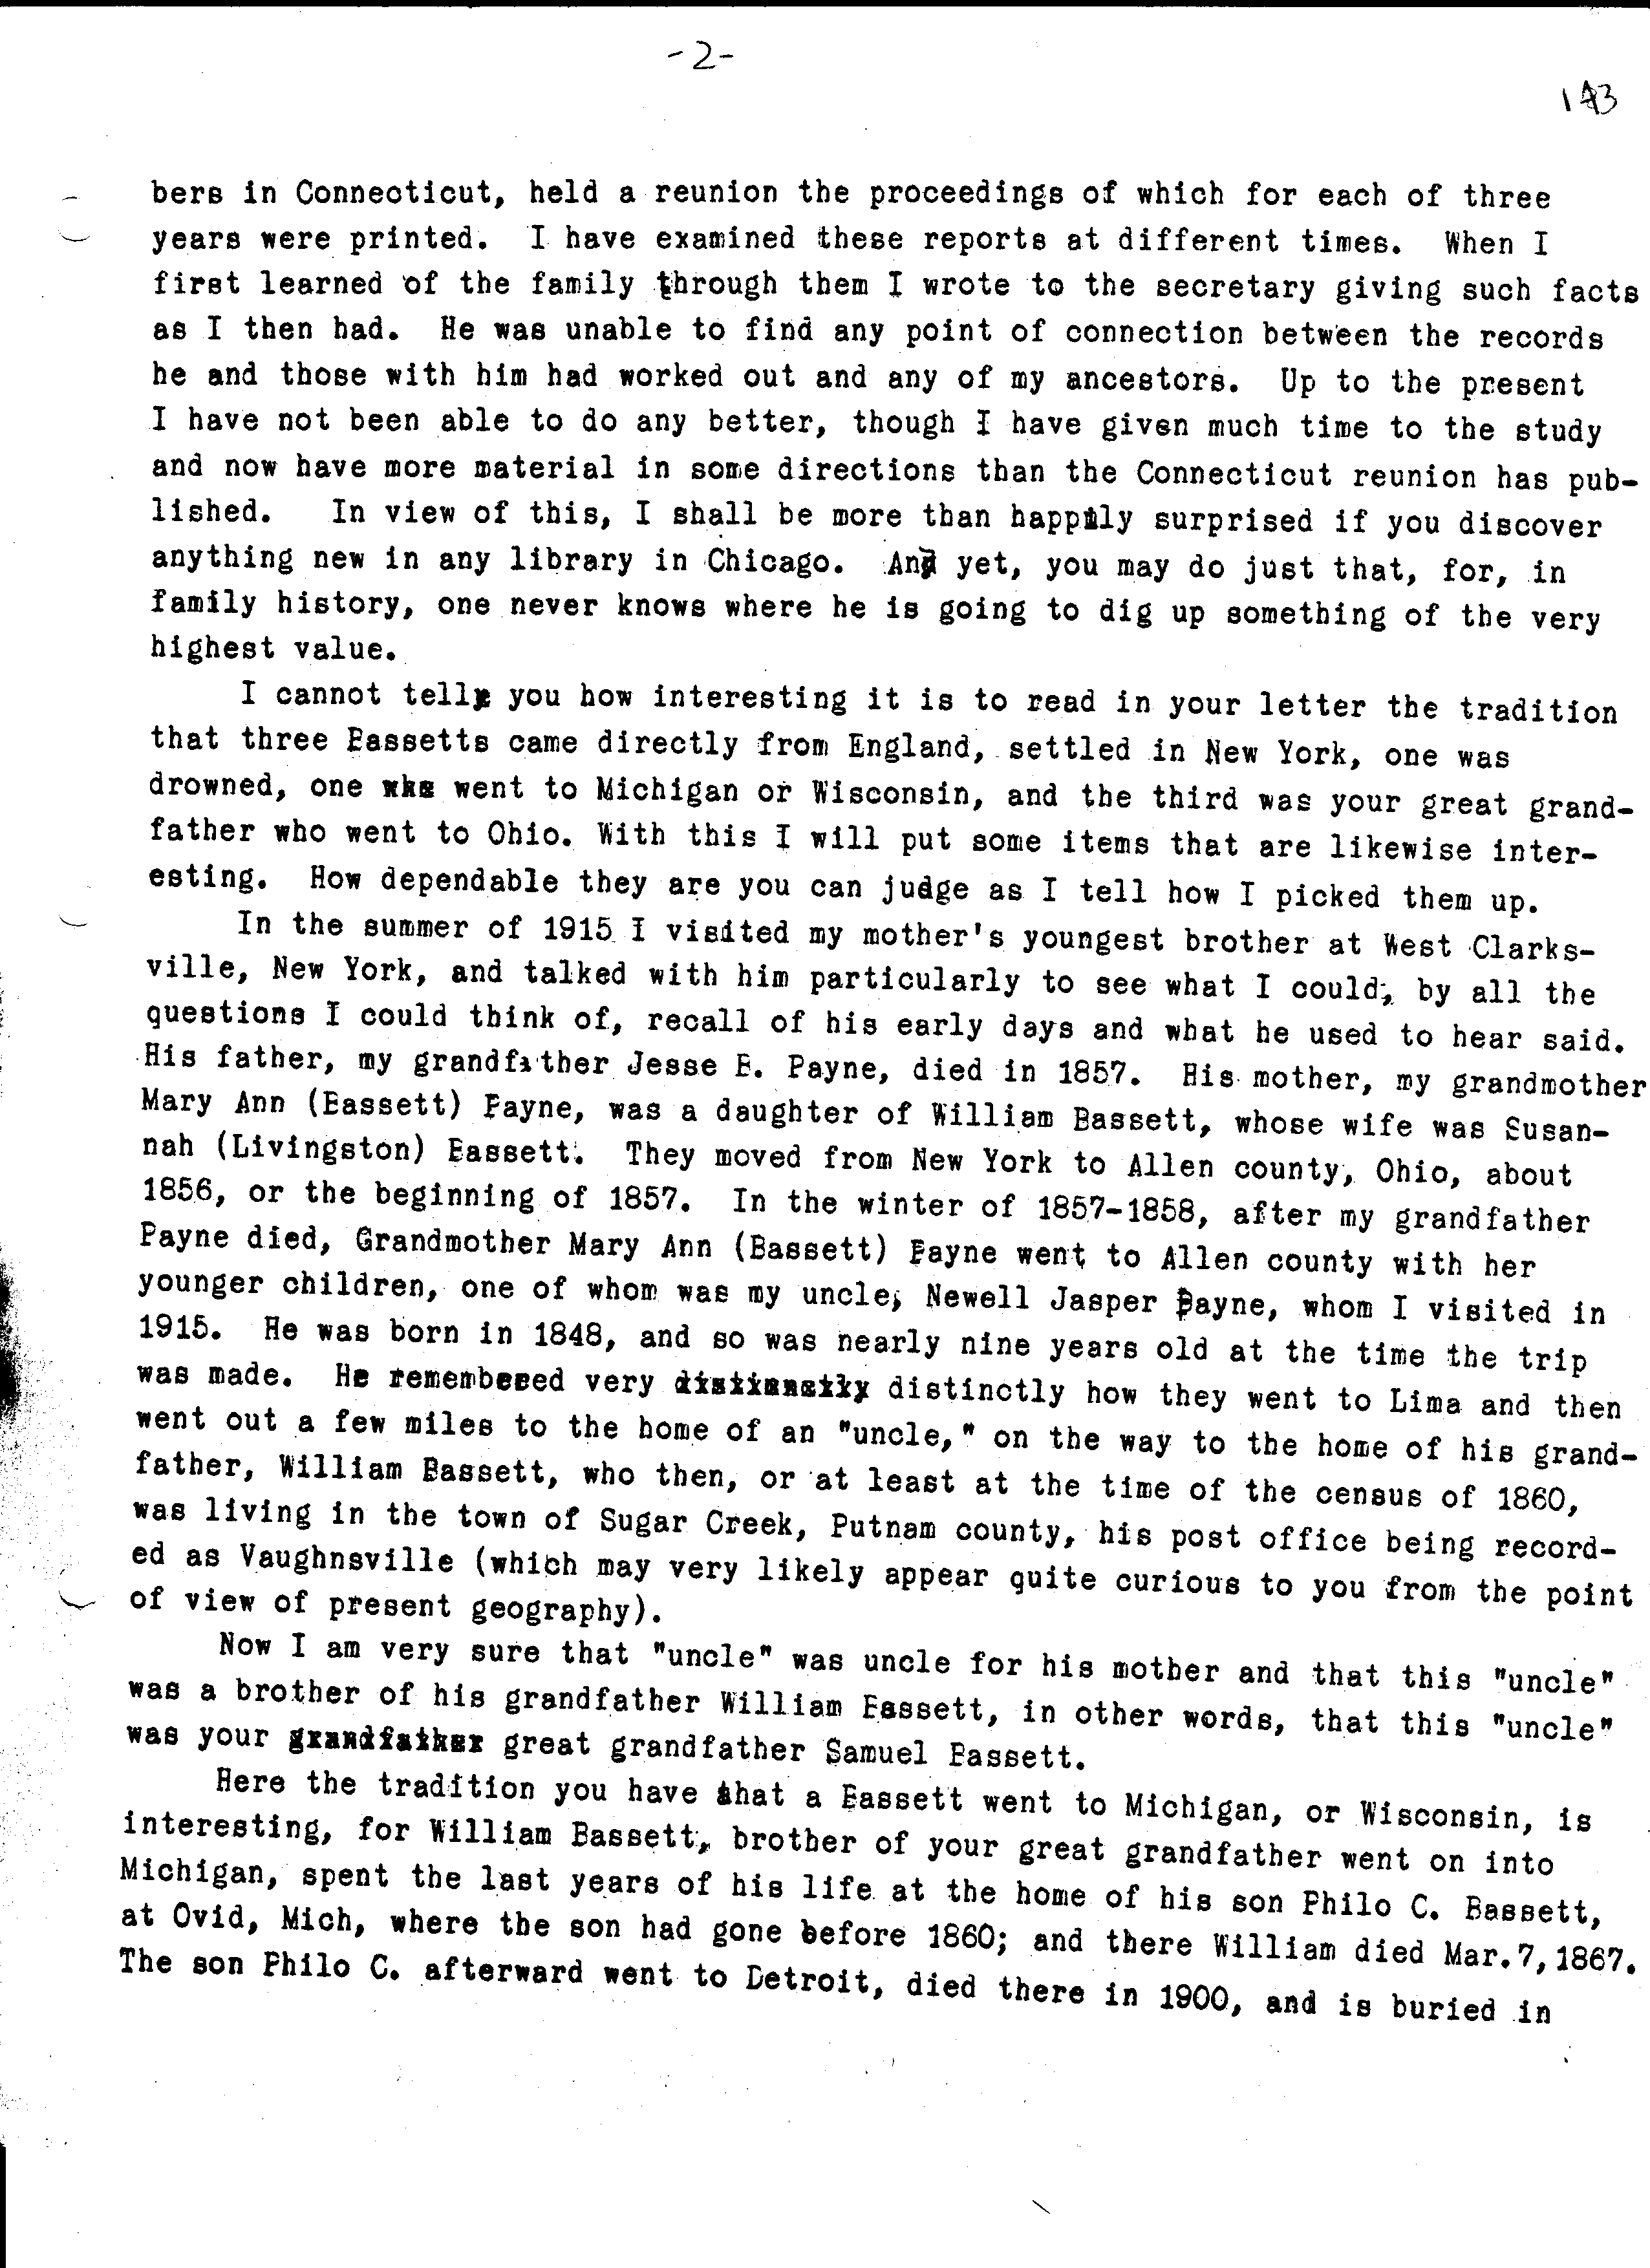 -2-
bers in Connecticut, held a reunion the proceedings of which for each of three
years were printed.  I have examined these reports at different times.  When I
first learned of the family through them I wrote to the secretary giving such facts
as I then had.  He was unable to find any point of connection between the records
he and those with him had worked out and any of my ancestors.  Up to the present
I have not been able to do any better, though I have given much time to the study
and now have more material in some directions than the Connecticut reunion has pub-
lished.  In view of this, I shall be more than happily surprised if you discover
anything new in any library in Chicago.  And yet, you may do just that, for, in
family history, one never knows where he is going to dig up something of the very
highest value.
I cannot tell you how interesting it is to read in your letter the tradition
that three Bassetts came directly from England, settled in New York, one was
drowned, one went to Michigan or Wisconsin, and the third was your great grand-
father who went to Ohio. With this I will put some items that are likewise inter-
esting.  How dependable they are you can judge as I tell how I picked them up.
In the summer of 1915 I visited my mother's youngest brother at West Clarks-
ville, New York, and talked with him particularly to see what I could, by all the
questions I could think of, recall of his early days and what he used to hear said.
His father, my grandfather Jesse B. Payne, died in 1857.  His mother, my grandmother
Mary Ann (Bassett) Payne, was a daughter of William Bassett, whose wife was Susan-
nah (Livingston) Bassett.  They moved from New York to Allen county, Ohio, about
1856, or the beginning of 1857.  In the winter of 1857-1858, after my grandfather
Payne died, Grandmother Mary Ann (Bassett) Payne went to Allen county with her
younger children, one of whom was my uncle, Newell Jasper Payne, whom I visited in
1915.  He was born in 1848, and so was nearly nine years old at the time the trip
was made.  He remembeeed very distinctly how they went to Lima and then
went out a few miles to the home of an "uncle," on the way to the home of his grand-
father, William Bassett, who then, or at least at the time of the census of 1860,
was living in the town of Sugar Creek, Putnam county, his post office being record-
ed as Vaughnsville (which may very likely appear quite curious to you from the point
of view of present geography).
Now I am very sure that "uncle" was uncle for his mother and that this "uncle"
was a brother of his grandfather William Bassett, in other words, that this "uncle"
was your great grandfather Samuel Bassett.
Here the tradition you have that a Bassett went to Michigan, or Wisconsin, is
interesting, for William Bassett, brother of your great grandfather went on into
Michigan, spent the last years of his life at the home of his son Philo C. Bassett,
at Ovid, Mich, where the son had gone before 1860; and there William died Mar.7,1867.
The son Philo C. afterward went to Detroit, died there in 1900, and is buried in